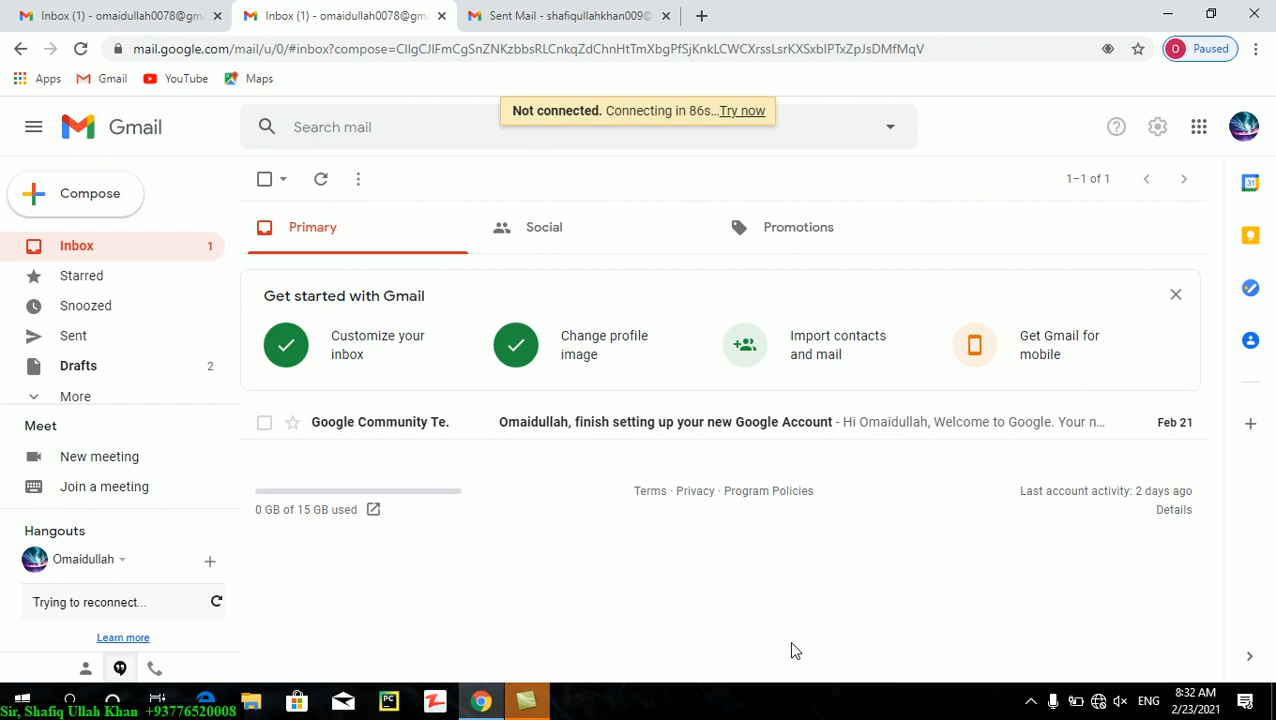 Inbox (1) - omaidullah0078@gm
Inbox (1) - omaidullah0078@gm
Sent Mail - shafiqullahkhan009@
mail.google.com/mail/u/0/#inbox?compose=CllgCJlFmCgSnZNKzbbsRLCnkqZdChnHtTmXbgPfSjKnkLCWCXrssLsrKXSxblPTxZpJsDMfMqV
O Paused
Apps
Gmail
YouTube
Maps
Not connected. Connecting in 86s...Try now
Gmail
Search mail
Compose
1–1 of 1
31
Primary
Social
Promotions
Inbox 1
Starred
Snoozed
Sent
Drafts 2
More
Get started with Gmail
Customize your
inbox
Change profile
image
Import contacts
and mail
Get Gmail for
mobile
Google Community Te.
Omaidullah, finish setting up your new Google Account - Hi Omaidullah, Welcome to Google. Your n…
Feb 21
Meet
New meeting
Join a meeting
0 GB of 15 GB used
Terms · Privacy · Program Policies
Last account activity: 2 days ago
Details
Hangouts
Omaidullah
Trying to reconnect...
Learn more
PC
ENG
8:32 AM
2/23/2021
Sir, Shafiq Ullah Khan +93776520008